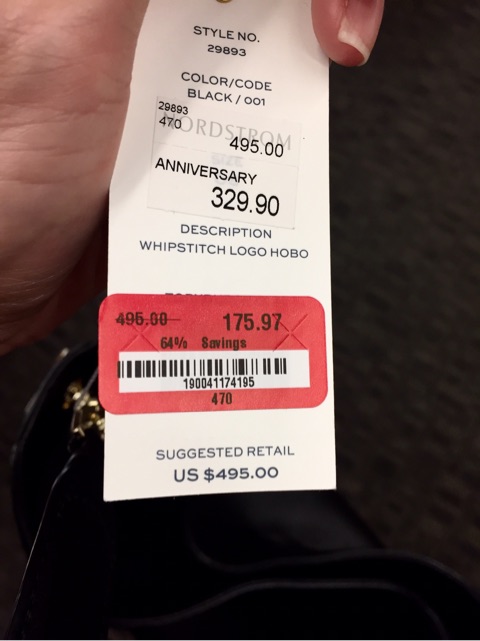 STYLE NO.
29893
COLOR/CODE
BLACK / 001
29893
470
NORDSTROM
495.00
ANNIVERSARY
329.90
DESCRIPTION
WHIPSTITCH LOGO HOBO
495.00 175.97
64% Savings
190041174195
470
SUGGESTED RETAIL
US $495.00